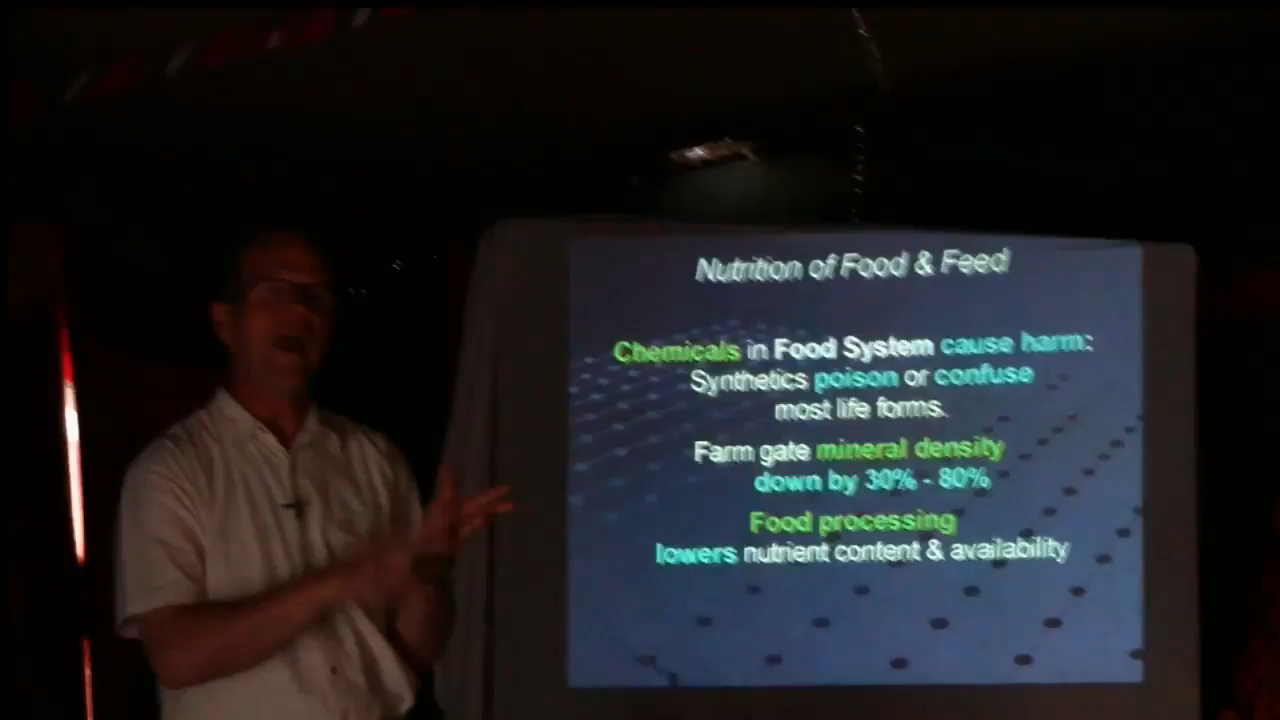 Nutrition of Food & Feed
Chemicals in Food System cause harm:
Synthetics poison or confuse
most life forms.
Farm gate mineral density
down by 30% - 80%
Food processing
lowers nutrient content & availability